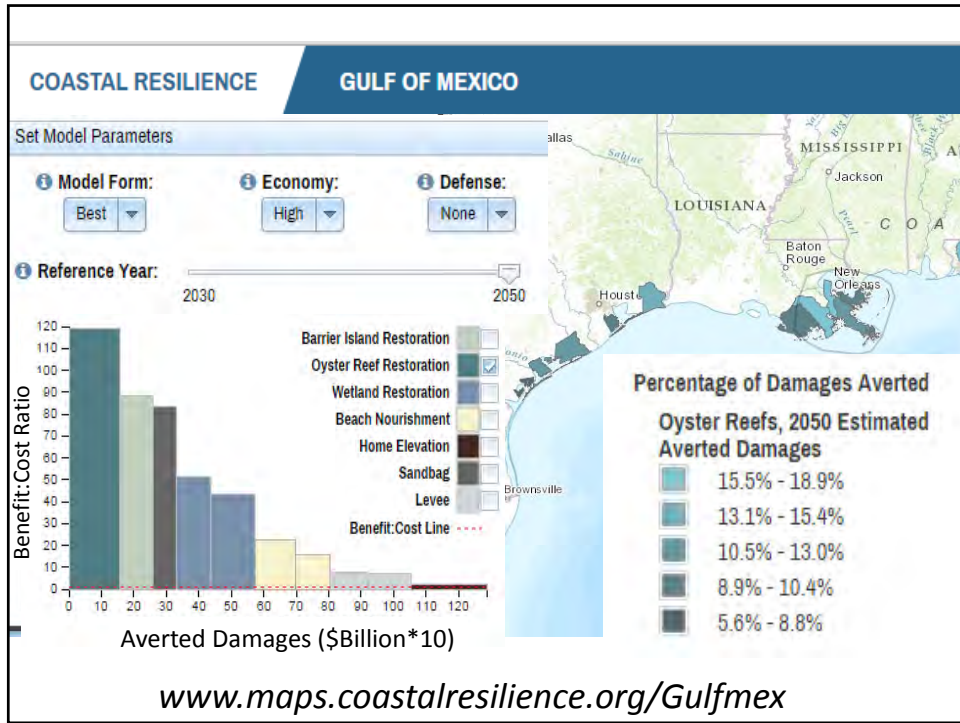 COASTAL RESILIENCE
GULF OF MEXICO
Set Model Parameters
Model Form:
Economy:
Defense:
Best
High
None
Reference Year:
2030
2050
120
110
100
90
80
70
60
50
40
30
20
10
0
Benefit:Cost Ratio
Barrier Island Restoration
Oyster Reef Restoration
Wetland Restoration
Beach Nourishment
Home Elevation
Sandbag
Levee
Benefit:Cost Line
0 10 20 30 40 50 60 70 80 90 100 110 120
Averted Damages ($Billion*10)
allas
Sabine
MISSISSIPPI
A
Jackson
LOUISIANA
Pearl
C O A
Baton
Rouge
New
Orleans
Houst
onio
Brownsville
Percentage of Damages Averted
Oyster Reefs, 2050 Estimated
Averted Damages
15.5% - 18.9%
13.1% - 15.4%
10.5% - 13.0%
8.9% - 10.4%
5.6% - 8.8%
www.maps.coastalresilience.org/Gulfmex